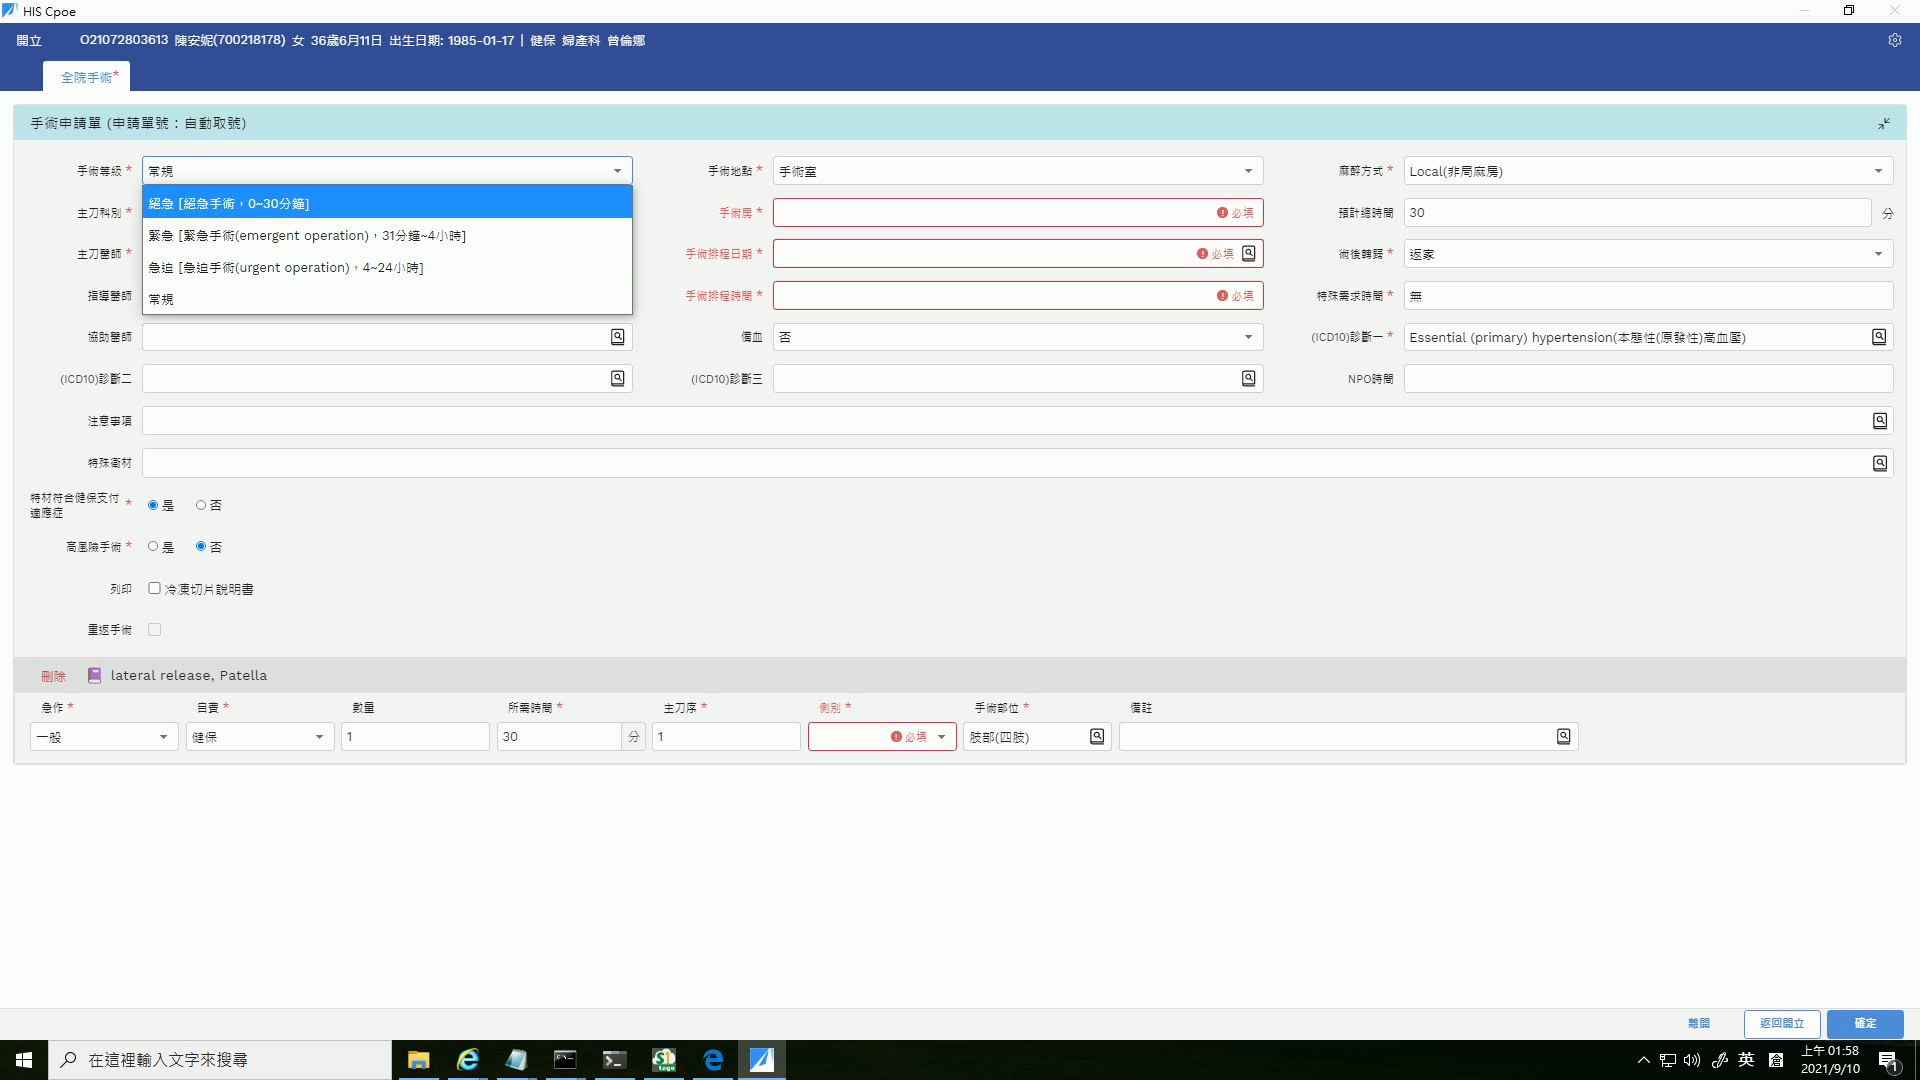 HIS Cpoe
開立 O21072803613 陳安妮(700218178) 女 36歲6月11日 出生日期: 1985-01-17 | 健保 婦產科 曾倫娜
全院手術*
手術申請單 (申請單號：自動取號)
手術等級 * 常規 手術地點 * 手術室 麻醉方式 * Local(非局麻房)
絕急 [絕急手術，0~30分鐘]
主刀科別 * 手術房 * 必填 預計總時間 30 分
緊急 [緊急手術(emergent operation)，31分鐘~4小時]
主刀醫師 * 手術排程日期 * 必填 術後轉歸 * 返家
急迫 [急迫手術(urgent operation)，4~24小時]
指導醫師 常規 手術排程時間 * 必填 特殊需求時間 * 無
協助醫師 備血 否 (ICD10)診斷一 * Essential (primary) hypertension(本態性(原發性)高血壓)
(ICD10)診斷二 (ICD10)診斷三 NPO時間
注意事項
特殊衛材
特材符合健保支付適應症 * 是 否
高風險手術 * 是 否
列印 冷凍切片說明書
重返手術
刪除 lateral release, Patella
急作 * 自費 * 數量 所需時間 * 主刀序 * 側別 * 手術部位 * 備註
一般 健保 1 30 分 1 必填 肢部(四肢)
離開 返回開立 確定
在這裡輸入文字來搜尋
英
上午 01:58
2021/9/10
1